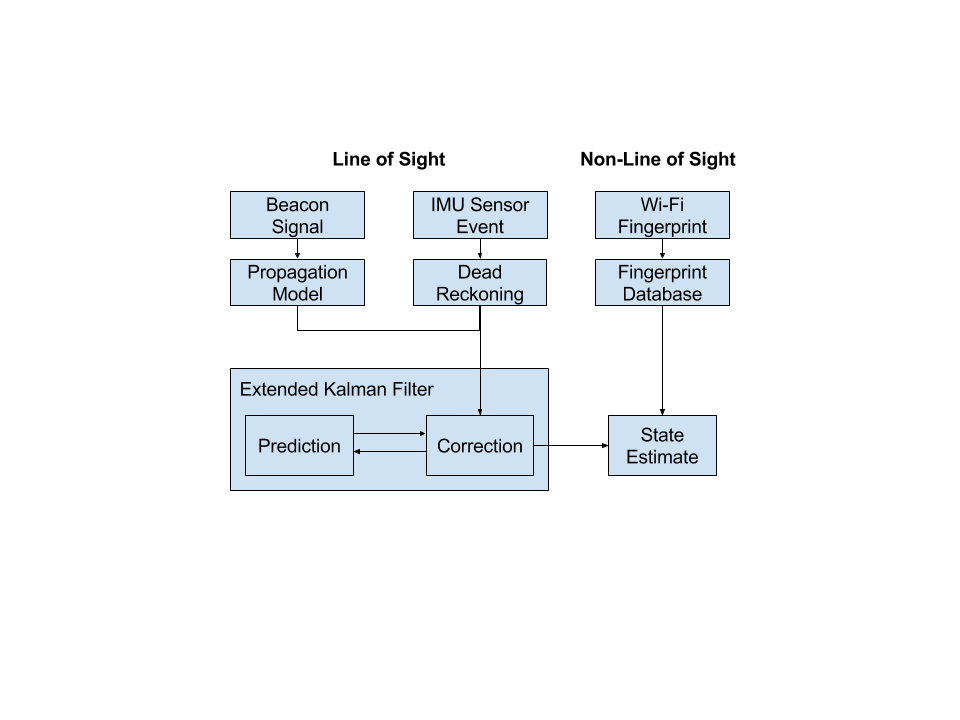 Line of Sight
Non-Line of Sight
Beacon
Signal
IMU Sensor
Event
Wi-Fi
Fingerprint
Propagation
Model
Dead
Reckoning
Fingerprint
Database
Extended Kalman Filter
Prediction
Correction
State
Estimate